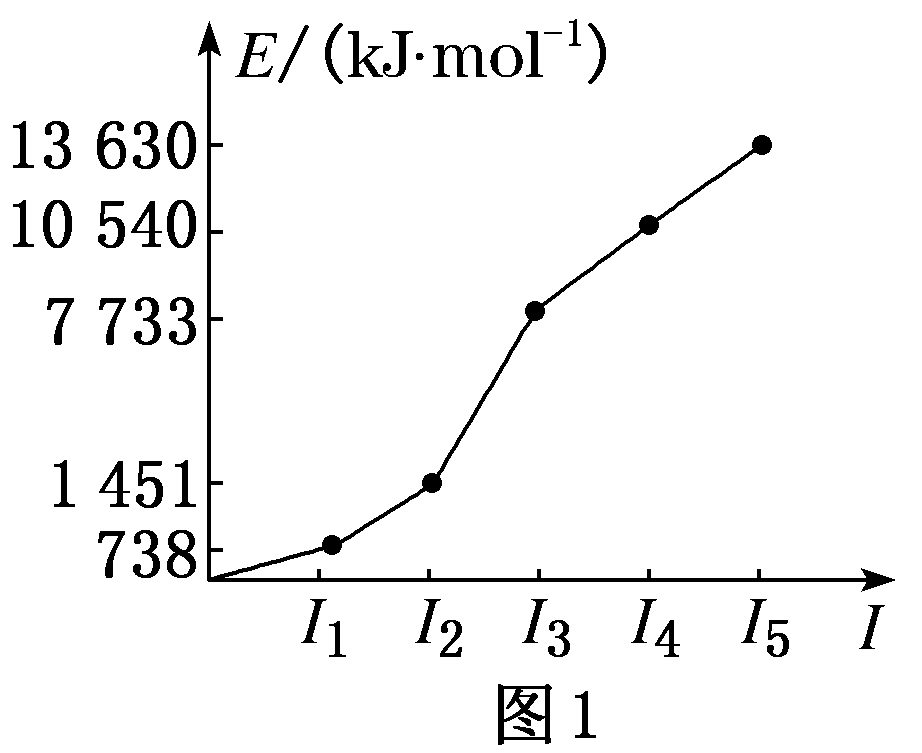 E/(kJ·mol⁻¹)
13 630
10 540
7 733
1 451
738
I₁ I₂ I₃ I₄ I₅ I
图1